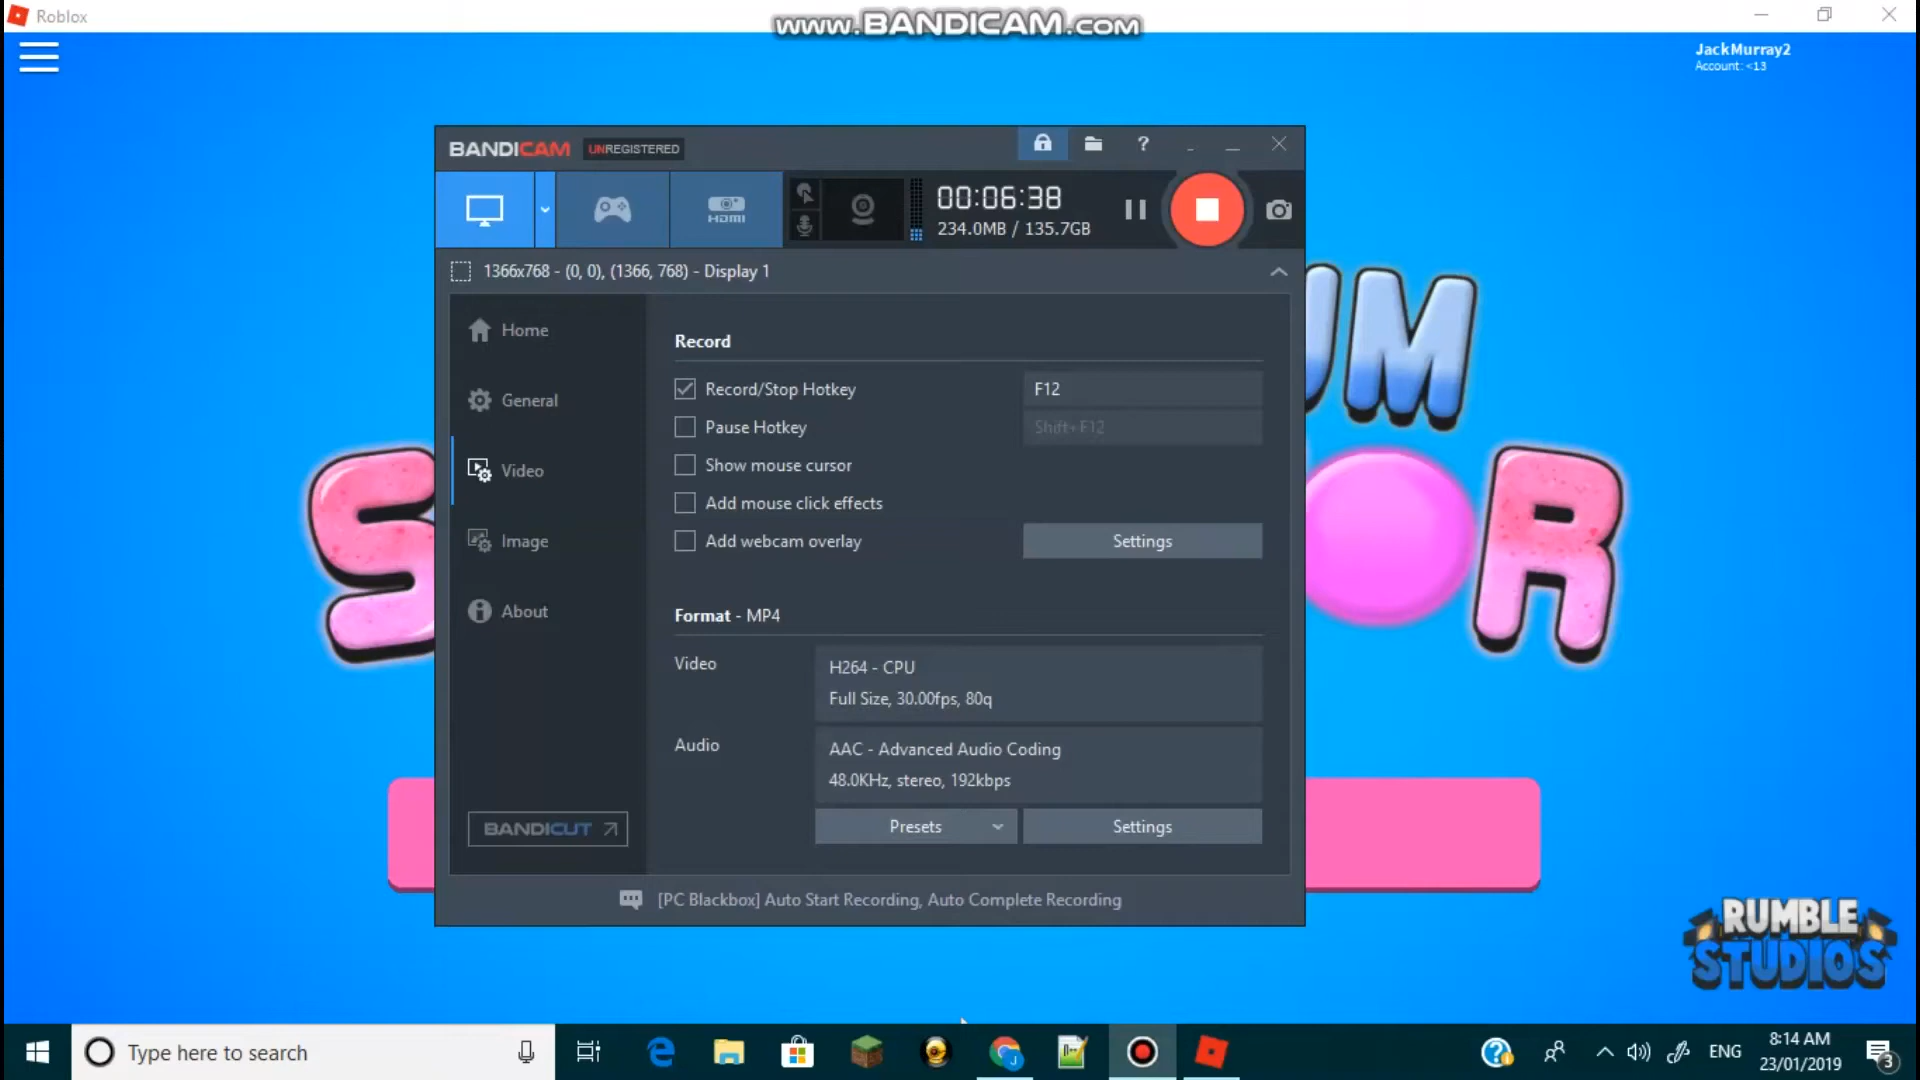 Roblox
www.BANDICAM.com
JackMurray2
Account: <13
BANDICAM UNREGISTERED
?
HDMI
00:06:38
234.0MB / 135.7GB
1366x768 - (0, 0), (1366, 768) - Display 1
Home
General
Video
Image
About
BANDICUT
Record
Record/Stop Hotkey F12
Pause Hotkey Shift+F12
Show mouse cursor
Add mouse click effects
Add webcam overlay Settings
Format - MP4
Video H264 - CPU
Full Size, 30.00fps, 80q
Audio AAC - Advanced Audio Coding
48.0KHz, stereo, 192kbps
Presets Settings
[PC Blackbox] Auto Start Recording, Auto Complete Recording
UM
S OR
RUMBLE
STUDIOS
Type here to search
J
ENG
8:14 AM
23/01/2019
3